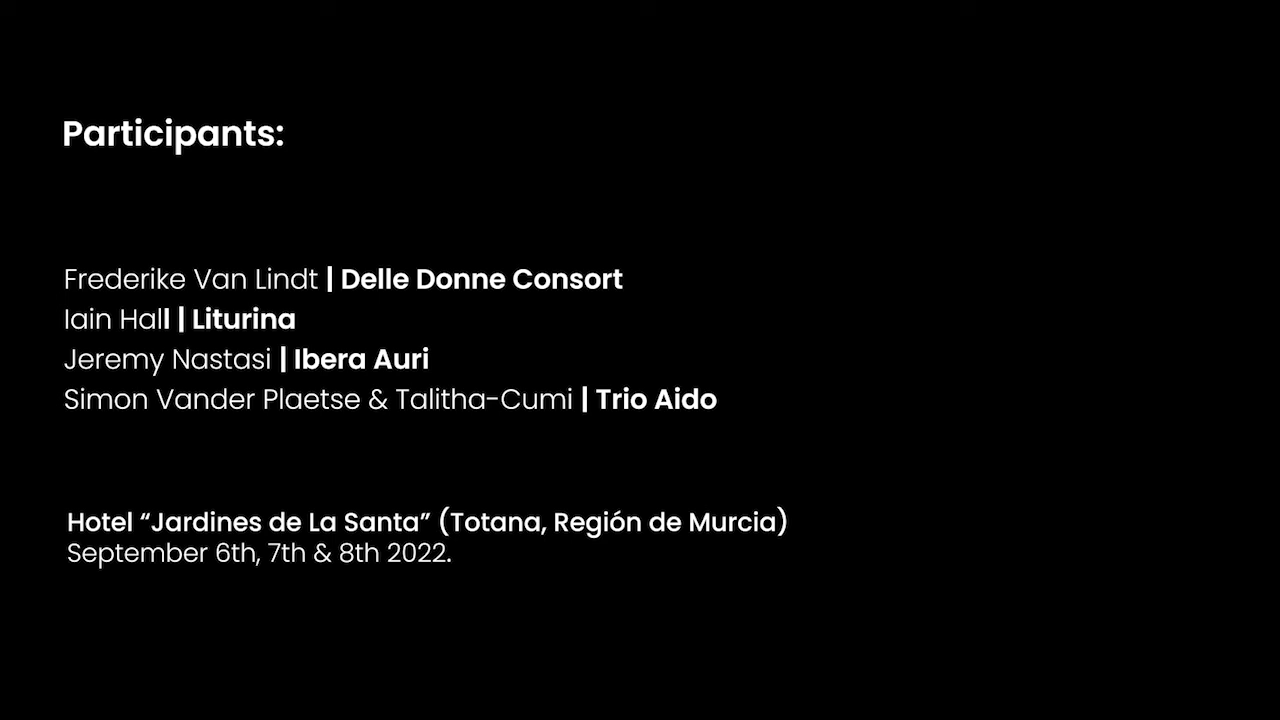 Participants:
Frederike Van Lindt | Delle Donne Consort
Iain Hall | Liturina
Jeremy Nastasi | Ibera Auri
Simon Vander Plaetse & Talitha-Cumi | Trio Aido
Hotel “Jardines de La Santa” (Totana, Región de Murcia)
September 6th, 7th & 8th 2022.